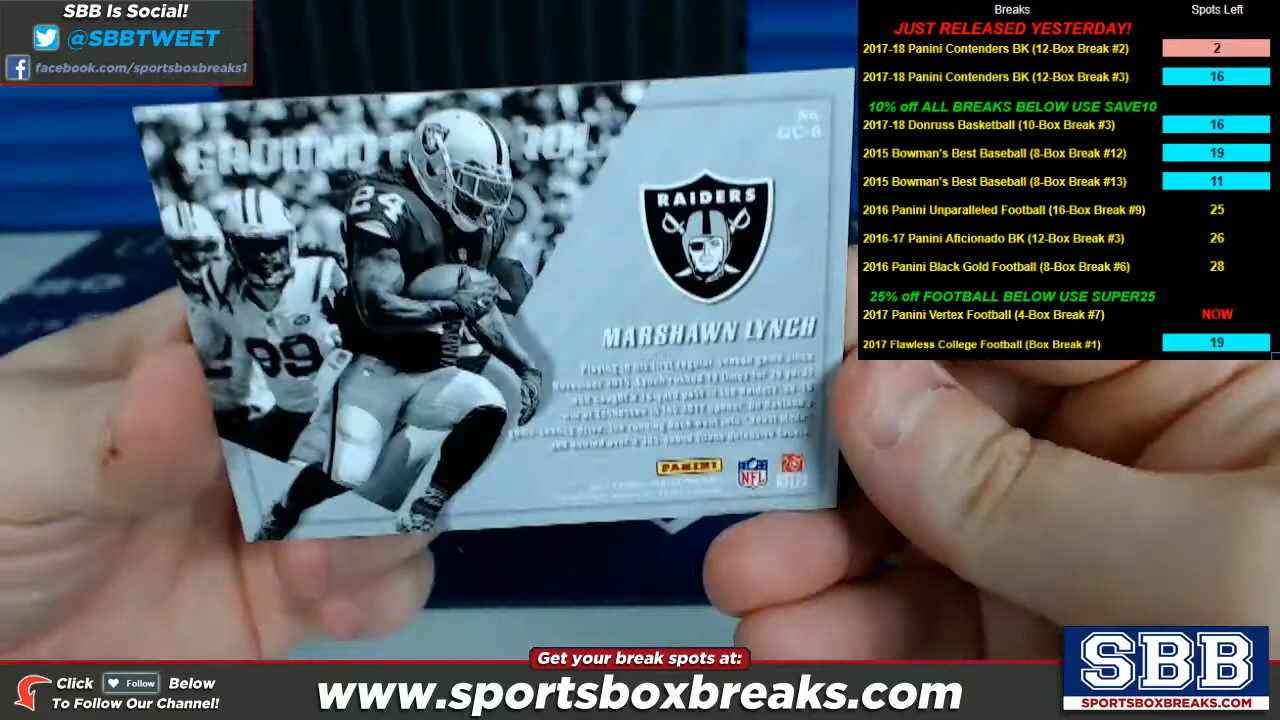 SBB Is Social!
@SBBTWEET
facebook.com/sportsboxbreaks1
Breaks Spots Left
JUST RELEASED YESTERDAY!
2017-18 Panini Contenders BK (12-Box Break #2) 2
2017-18 Panini Contenders BK (12-Box Break #3) 16
10% off ALL BREAKS BELOW USE SAVE10
2017-18 Donruss Basketball (10-Box Break #3) 16
2015 Bowman's Best Baseball (8-Box Break #12) 19
2015 Bowman's Best Baseball (8-Box Break #13) 11
2016 Panini Unparalleled Football (16-Box Break #9) 25
2016-17 Panini Aficionado BK (12-Box Break #3) 26
2016 Panini Black Gold Football (8-Box Break #6) 28
25% off FOOTBALL BELOW USE SUPER25
2017 Panini Vertex Football (4-Box Break #7) NOW
2017 Flawless College Football (Box Break #1) 19
GROUND
No.
GC-6
24
99
RAIDERS
MARSHAWN LYNCH
PANINI
NFL
NFLPA
Get your break spots at:
Click Follow Below
To Follow Our Channel!
www.sportsboxbreaks.com
SBB
SPORTSBOXBREAKS.COM